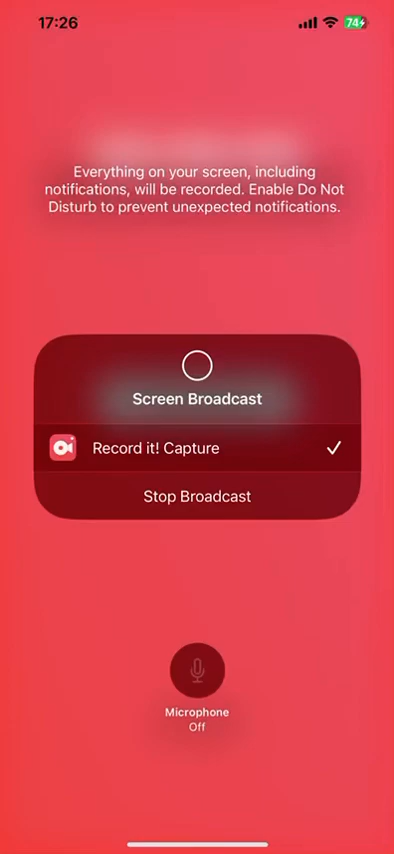 17:26
74
Everything on your screen, including
notifications, will be recorded. Enable Do Not
Disturb to prevent unexpected notifications.
Screen Broadcast
Record it! Capture
Stop Broadcast
Microphone
Off